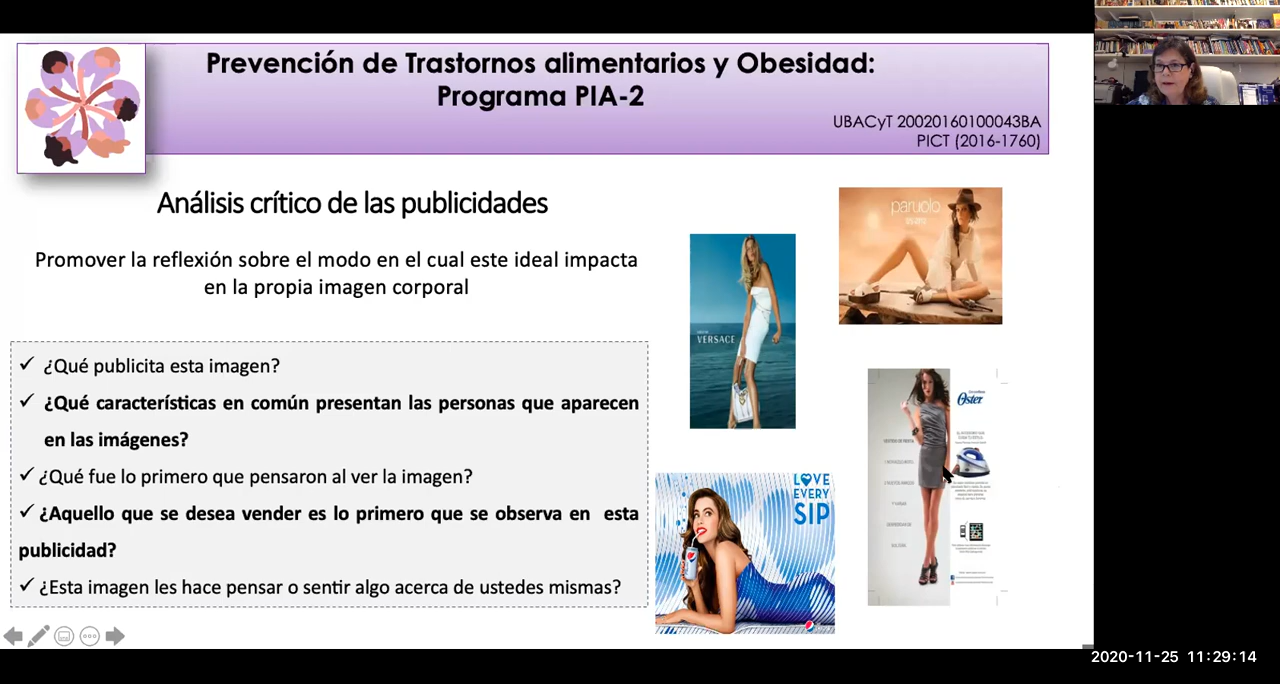 Prevención de Trastornos alimentarios y Obesidad:
Programa PIA-2
UBACyT 20020160100043BA
PICT (2016-1760)
Análisis crítico de las publicidades
Promover la reflexión sobre el modo en el cual este ideal impacta
en la propia imagen corporal
✓ ¿Qué publicita esta imagen?
✓ ¿Qué características en común presentan las personas que aparecen
en las imágenes?
✓ ¿Qué fue lo primero que pensaron al ver la imagen?
✓ ¿Aquello que se desea vender es lo primero que se observa en esta
publicidad?
✓ ¿Esta imagen les hace pensar o sentir algo acerca de ustedes mismas?
paruolo
VERSACE
Oster
LOVE
EVERY
SIP
2020-11-25 11:29:14